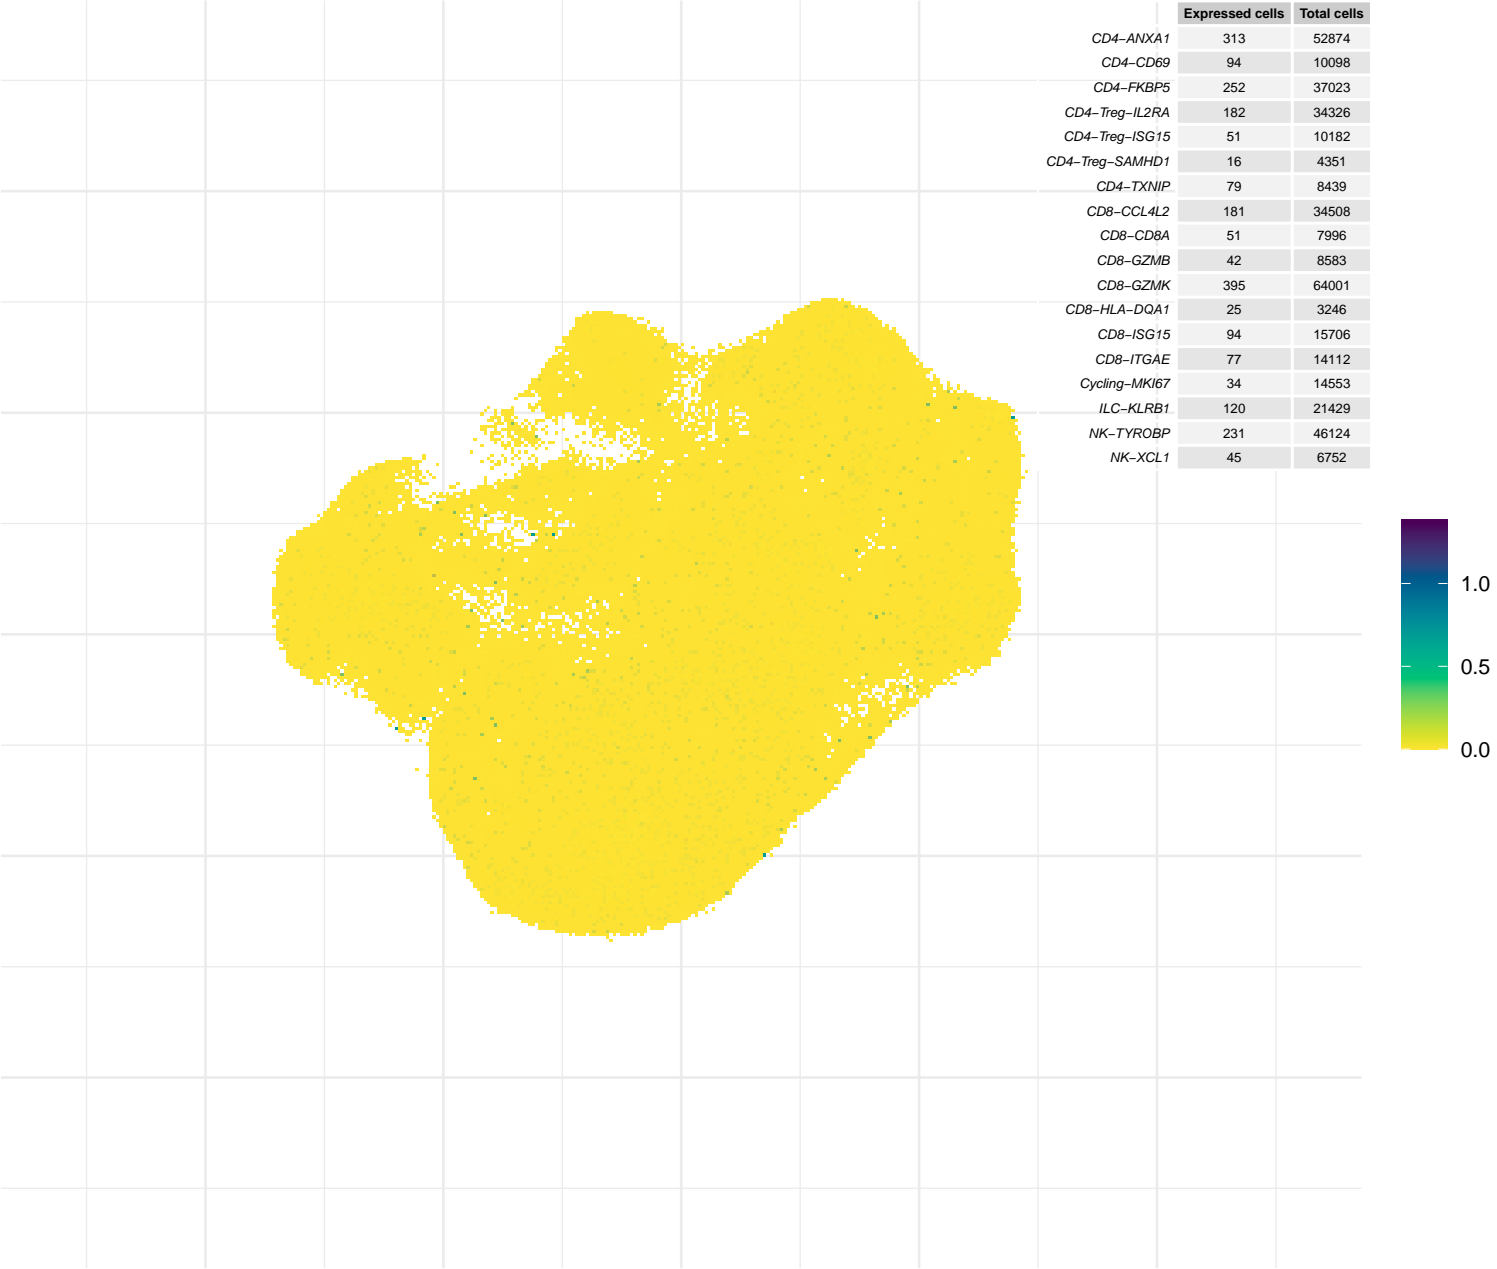 Expressed cells Total cells
CD4−ANXA1 313 52874
CD4−CD69 94 10098
CD4−FKBP5 252 37023
CD4−Treg−IL2RA 182 34326
CD4−Treg−ISG15 51 10182
CD4−Treg−SAMHD1 16 4351
CD4−TXNIP 79 8439
CD8−CCL4L2 181 34508
CD8−CD8A 51 7996
CD8−GZMB 42 8583
CD8−GZMK 395 64001
CD8−HLA−DQA1 25 3246
CD8−ISG15 94 15706
CD8−ITGAE 77 14112
Cycling−MKI67 34 14553
ILC−KLRB1 120 21429
NK−TYROBP 231 46124
NK−XCL1 45 6752
1.0
0.5
0.0